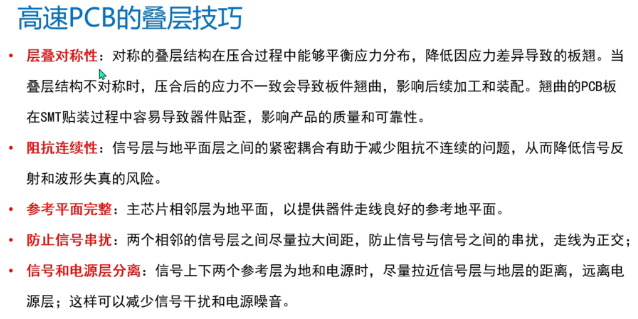 高速PCB的叠层技巧
• 层叠对称性：对称的叠层结构在压合过程中能够平衡应力分布，降低因应力差异导致的板翘。当
叠层结构不对称时，压合后的应力不一致会导致板件翘曲，影响后续加工和装配。翘曲的PCB板
在SMT贴装过程中容易导致器件贴歪，影响产品的质量和可靠性。
• 阻抗连续性：信号层与地平面层之间的紧密耦合有助于减少阻抗不连续的问题，从而降低信号反
射和波形失真的风险。
• 参考平面完整：主芯片相邻层为地平面，以提供器件走线良好的参考地平面。
• 防止信号串扰：两个相邻的信号层之间尽量拉大间距，防止信号与信号之间的串扰，走线为正交；
• 信号和电源层分离：信号上下两个参考层为地和电源时，尽量拉近信号层与地层的距离，远离电
源层；这样可以减少信号干扰和电源噪音。